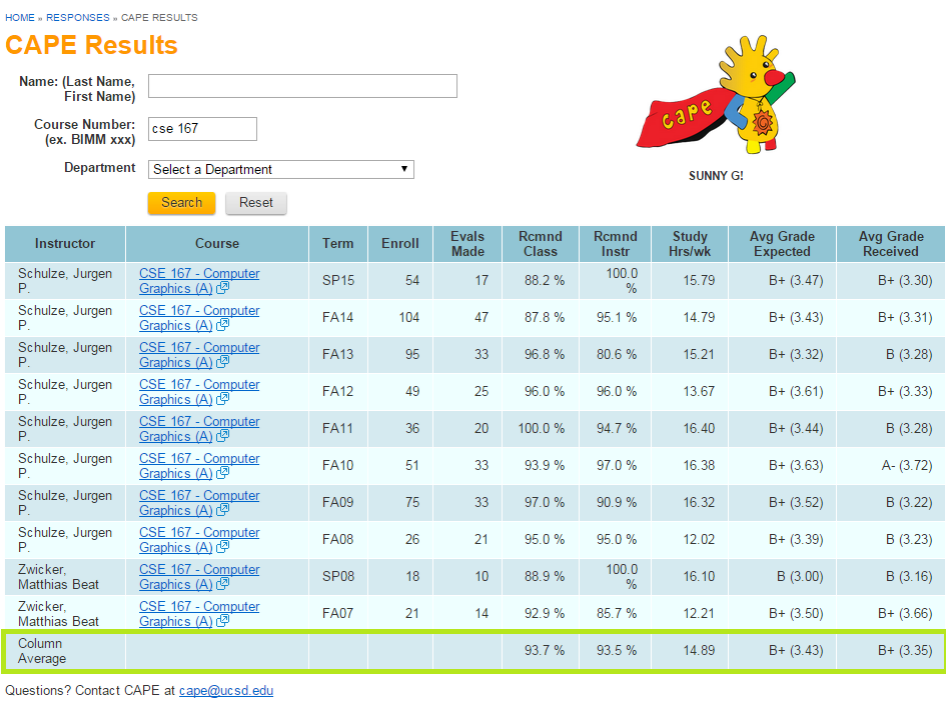 HOME » RESPONSES » CAPE RESULTS
CAPE Results
Name: (Last Name,
First Name)
Course Number:
(ex. BIMM xxx)
cse 167
Department
Select a Department
Search Reset
cape
SUNNY G!
Instructor Course Term Enroll Evals Made Rcmnd Class Rcmnd Instr Study Hrs/wk Avg Grade Expected Avg Grade Received
Schulze, Jurgen P. CSE 167 - Computer Graphics (A) SP15 54 17 88.2 % 100.0 % 15.79 B+ (3.47) B+ (3.30)
Schulze, Jurgen P. CSE 167 - Computer Graphics (A) FA14 104 47 87.8 % 95.1 % 14.79 B+ (3.43) B+ (3.31)
Schulze, Jurgen P. CSE 167 - Computer Graphics (A) FA13 95 33 96.8 % 80.6 % 15.21 B+ (3.32) B (3.28)
Schulze, Jurgen P. CSE 167 - Computer Graphics (A) FA12 49 25 96.0 % 96.0 % 13.67 B+ (3.61) B+ (3.33)
Schulze, Jurgen P. CSE 167 - Computer Graphics (A) FA11 36 20 100.0 % 94.7 % 16.40 B+ (3.44) B (3.28)
Schulze, Jurgen P. CSE 167 - Computer Graphics (A) FA10 51 33 93.9 % 97.0 % 16.38 B+ (3.63) A- (3.72)
Schulze, Jurgen P. CSE 167 - Computer Graphics (A) FA09 75 33 97.0 % 90.9 % 16.32 B+ (3.52) B (3.22)
Schulze, Jurgen P. CSE 167 - Computer Graphics (A) FA08 26 21 95.0 % 95.0 % 12.02 B+ (3.39) B (3.23)
Zwicker, Matthias Beat CSE 167 - Computer Graphics (A) SP08 18 10 88.9 % 100.0 % 16.10 B (3.00) B (3.16)
Zwicker, Matthias Beat CSE 167 - Computer Graphics (A) FA07 21 14 92.9 % 85.7 % 12.21 B+ (3.50) B+ (3.66)
Column Average 93.7 % 93.5 % 14.89 B+ (3.43) B+ (3.35)
Questions? Contact CAPE at cape@ucsd.edu